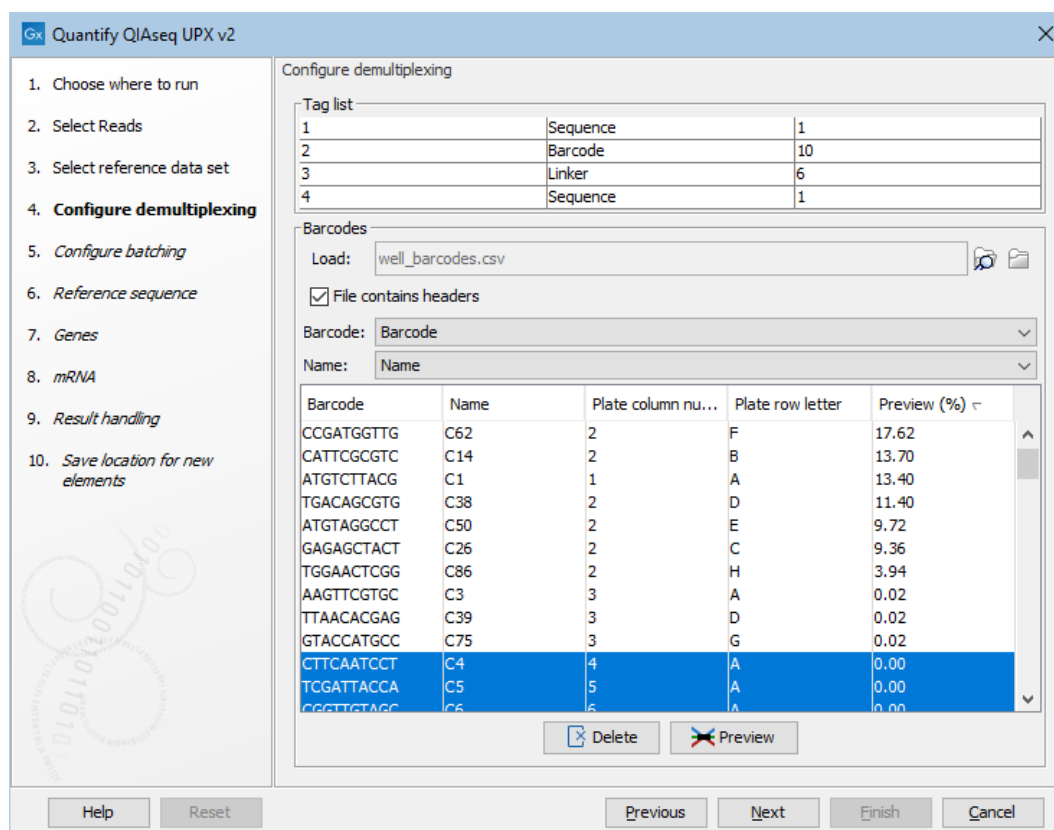 Gx Quantify QIAseq UPX v2
1. Choose where to run
2. Select Reads
3. Select reference data set
4. Configure demultiplexing
5. Configure batching
6. Reference sequence
7. Genes
8. mRNA
9. Result handling
10. Save location for new
elements
Configure demultiplexing
Tag list
1 Sequence 1
2 Barcode 10
3 Linker 6
4 Sequence 1
Barcodes
Load: well_barcodes.csv
File contains headers
Barcode: Barcode
Name: Name
Barcode Name Plate column nu... Plate row letter Preview (%)
CCGATGGTTG C62 2 F 17.62
CATTCGCGTC C14 2 B 13.70
ATGTCTTACG C1 1 A 13.40
TGACAGCGTG C38 2 D 11.40
ATGTAGGCCT C50 2 E 9.72
GAGAGCTACT C26 2 C 9.36
TGGAACTCGG C86 2 H 3.94
AAGTTCGTGC C3 3 A 0.02
TTAACACGAG C39 3 D 0.02
GTACCATGCC C75 3 G 0.02
CTTCAATCCT C4 4 A 0.00
TCGATTACCA C5 5 A 0.00
CGGTTGTAGC C6 6 A 0.00
Delete Preview
Help Reset Previous Next Finish Cancel